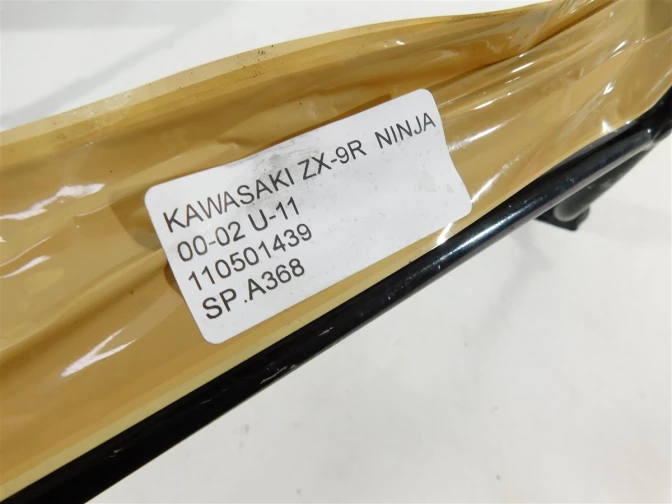 KAWASAKI ZX-9R NINJA
00-02 U-11
110501439
SP.A368